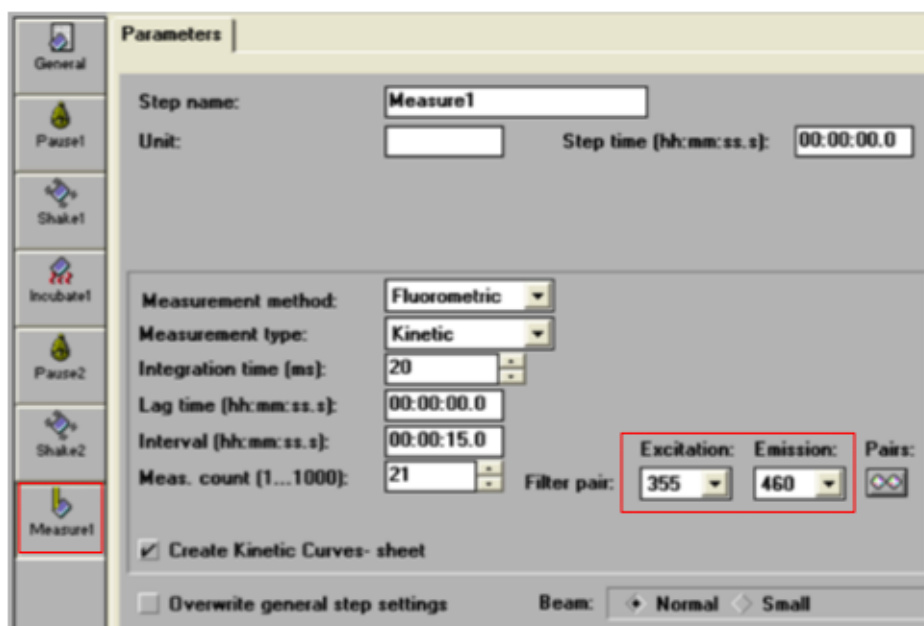 General
Pause1
Shake1
Incubate1
Pause2
Shake2
Measure1
Parameters
Step name: Measure1
Unit: Step time (hh:mm:ss.s): 00:00:00.0
Measurement method: Fluorometric
Measurement type: Kinetic
Integration time (ms): 20
Lag time (hh:mm:ss.s): 00:00:00.0
Interval (hh:mm:ss.s): 00:00:15.0
Meas. count (1...1000): 21
Excitation: Emission: Pairs:
Filter pair: 355 460
Create Kinetic Curves- sheet
Overwrite general step settings Beam: Normal Small